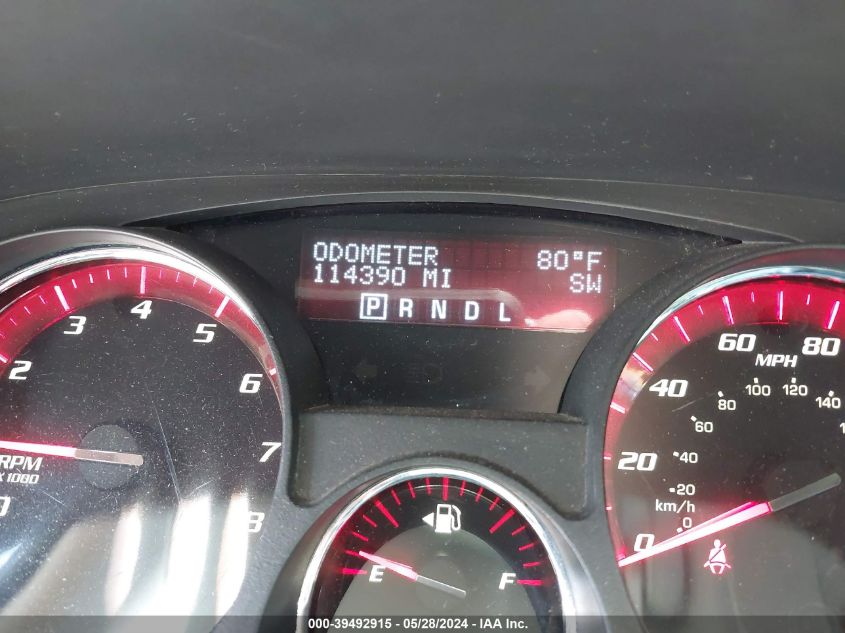 ODOMETER 80°F
114390 MI SW
P R N D L
2 3 4 5 6 7 8
RPM
X 1000
0 20 40 60 80
MPH
0 20 40 60 80 100 120 140
km/h
E F
000-39492915 - 05/28/2024 - IAA Inc.